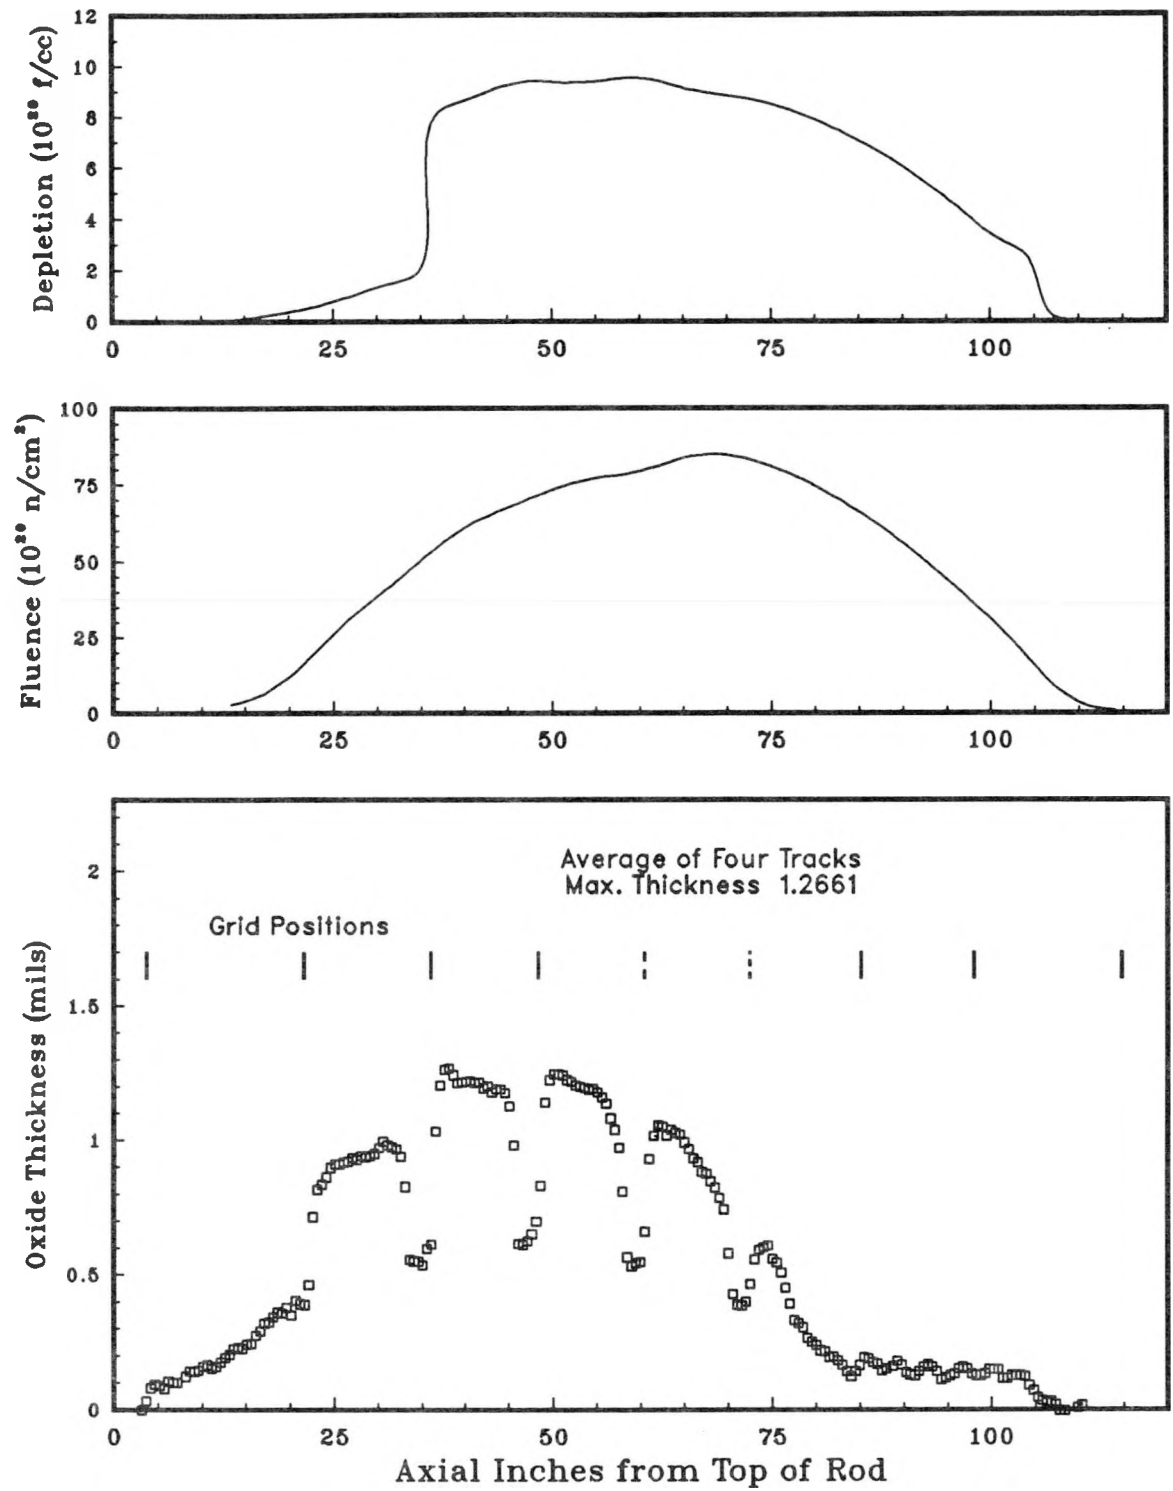 12
10
8
6
4
2
0
Depletion (10²⁰ f/cc)
0 25 50 75 100
100
75
50
25
0
Fluence (10²⁰ n/cm²)
0 25 50 75 100
Average of Four Tracks
Max. Thickness 1.2661
Grid Positions
2
1.5
1
0.5
0
Oxide Thickness (mils)
0 25 50 75 100
Axial Inches from Top of Rod